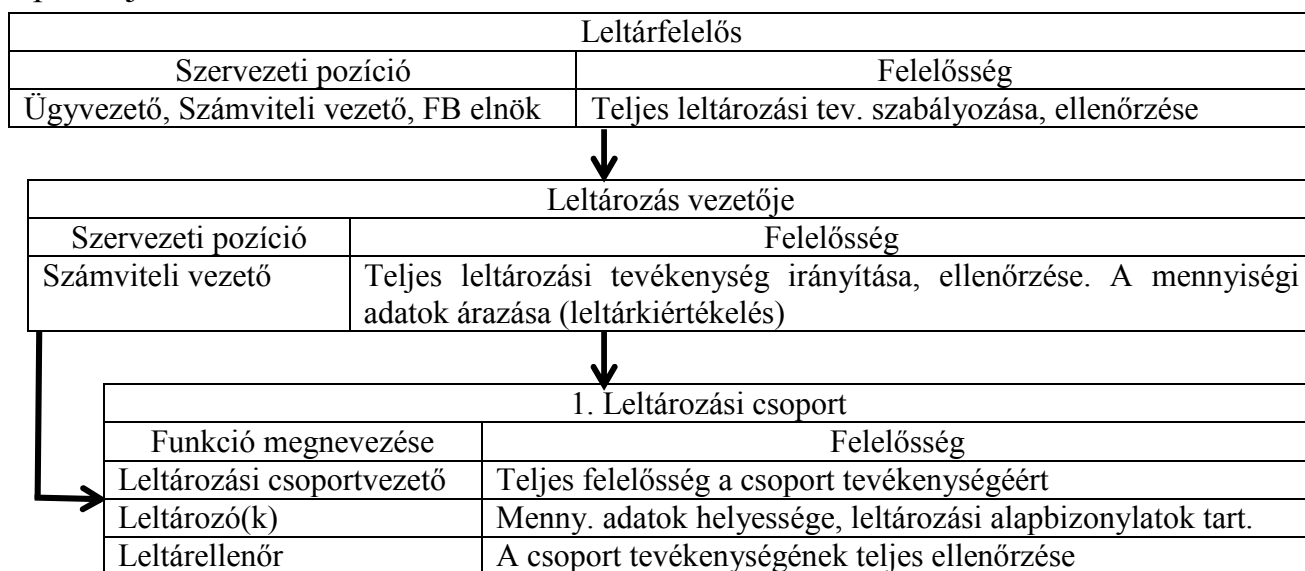 Leltárfelelős
Szervezeti pozíció Felelősség
Ügyvezető, Számviteli vezető, FB elnök Teljes leltározási tev. szabályozása, ellenőrzése
Leltározás vezetője
Szervezeti pozíció Felelősség
Számviteli vezető Teljes leltározási tevékenység irányítása, ellenőrzése. A mennyiségi
adatok árazása (leltárkiértékelés)
1. Leltározási csoport
Funkció megnevezése Felelősség
Leltározási csoportvezető Teljes felelősség a csoport tevékenységéért
Leltározó(k) Menny. adatok helyessége, leltározási alapbizonylatok tart.
Leltárellenőr A csoport tevékenységének teljes ellenőrzése